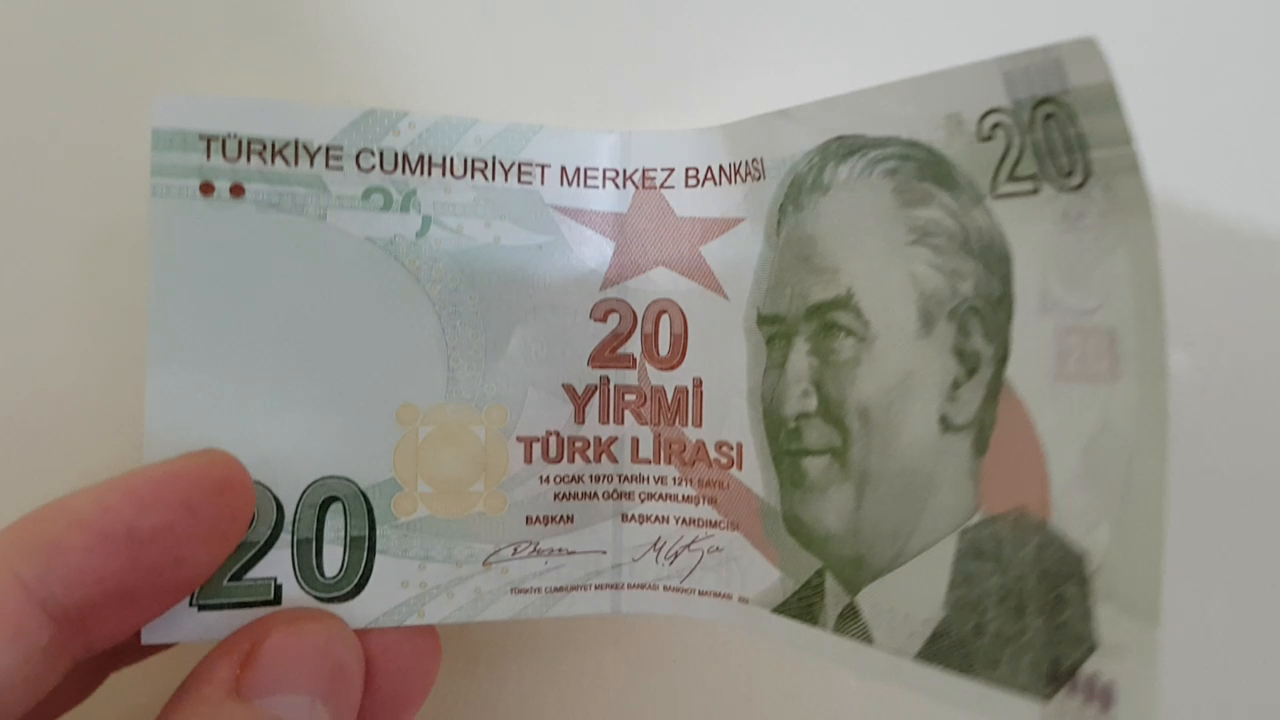 TÜRKİYE CUMHURİYET MERKEZ BANKASI
20
20
20
YİRMİ
TÜRK LİRASI
14 OCAK 1970 TARİH VE 1211 SAYILI
KANUNA GÖRE ÇIKARILMIŞTIR
BAŞKAN BAŞKAN YARDIMCISI
20
TÜRKİYE CUMHURİYET MERKEZ BANKASI BANKNOT MATBAASI